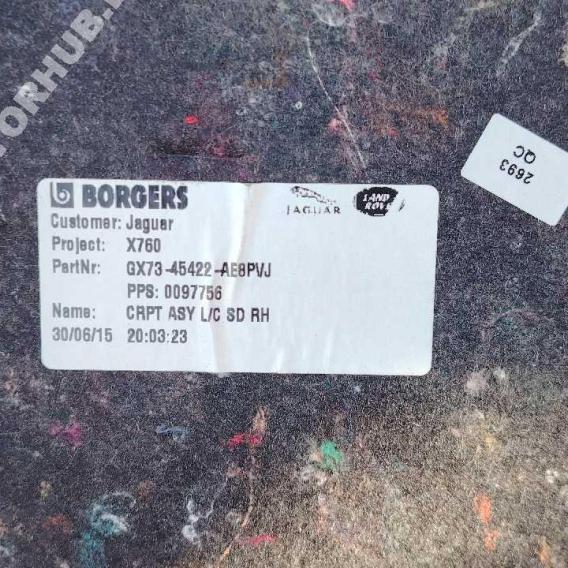 BORGERS
JAGUAR
LAND ROVER
Customer: Jaguar
Project: X760
PartNr: GX73-45422-AE8PVJ
PPS: 0097756
Name: CRPT ASY L/C SD RH
30/06/15 20:03:23
2693
QC